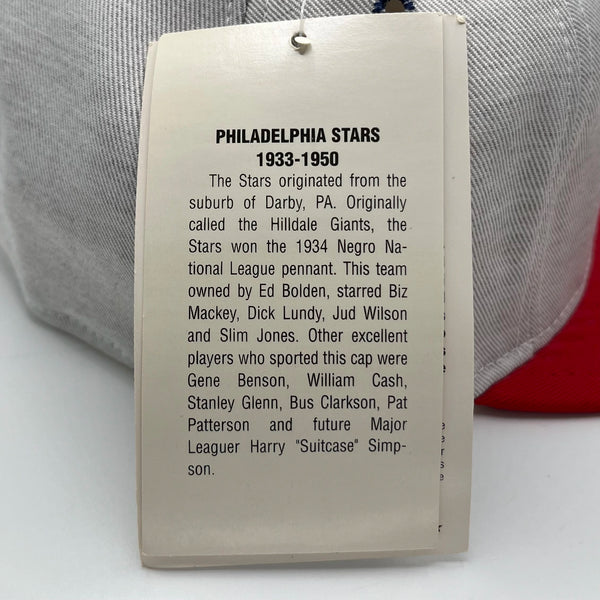 PHILADELPHIA STARS
1933-1950
The Stars originated from the
suburb of Darby, PA. Originally
called the Hilldale Giants, the
Stars won the 1934 Negro Na-
tional League pennant. This team
owned by Ed Bolden, starred Biz
Mackey, Dick Lundy, Jud Wilson
and Slim Jones. Other excellent
players who sported this cap were
Gene Benson, William Cash,
Stanley Glenn, Bus Clarkson, Pat
Patterson and future Major
Leaguer Harry "Suitcase" Simp-
son.